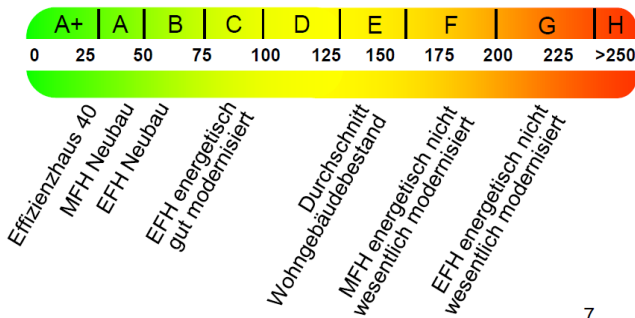 A+ A B C D E F G H
0 25 50 75 100 125 150 175 200 225 >250
Effizienzhaus 40
MFH Neubau
EFH Neubau
EFH energetisch
gut modernisiert
Durchschnitt
Wohngebäudebestand
MFH energetisch nicht
wesentlich modernisiert
EFH energetisch nicht
wesentlich modernisiert
7